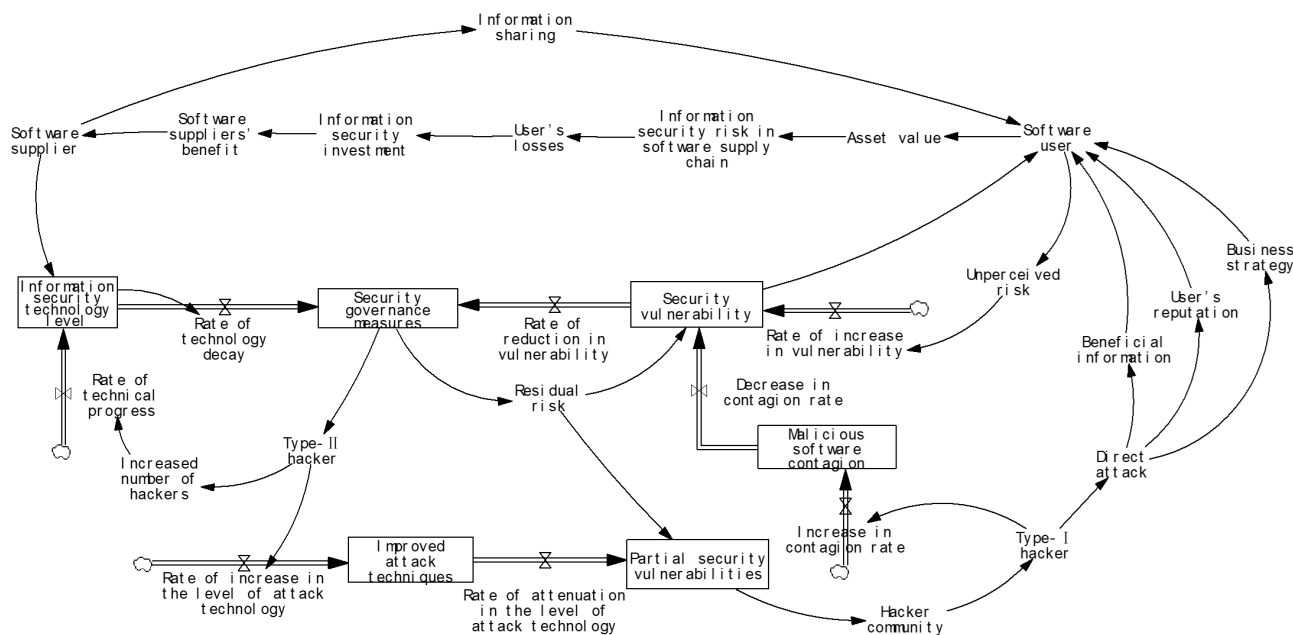 Information
sharing
Software
supplier
Software
suppliers'
benefit
Information
security
investment
User's
losses
Information
security risk in
software supply
chain
Asset value
Software
user
Business
strategy
Information
security
technology
level
Rate of
technology
decay
Security
governance
measures
Rate of
reduction in
vulnerability
Security
vulnerability
Rate of increase
in vulnerability
Unperceived
risk
User's
reputation
Beneficial
information
Rate of
technical
progress
Residual
risk
Decrease in
contagion rate
Type-II
hacker
Malicious
software
contagion
Increased
number of
hackers
Direct
attack
Increase in
contagion rate
Type-I
hacker
Rate of increase in
the level of attack
technology
Improved
attack
techniques
Rate of attenuation
in the level of
attack technology
Partial security
vulnerabilities
Hacker
community